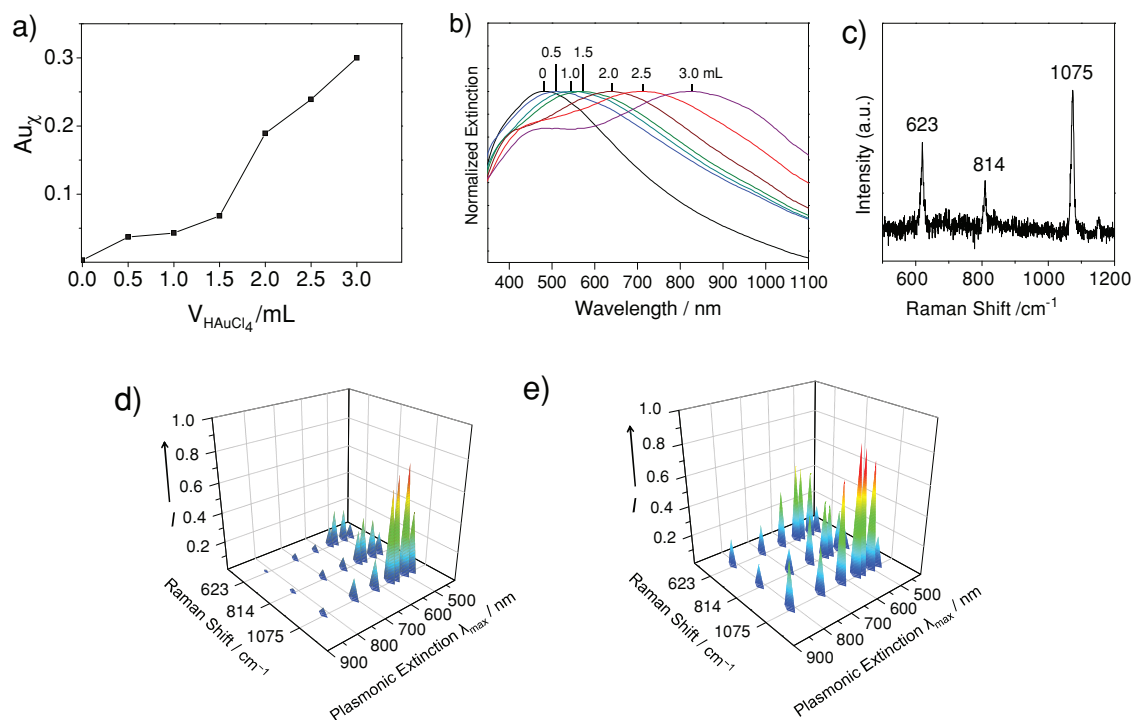 a)
0.3
0.2
0.1
Auχ
0.0 0.5 1.0 1.5 2.0 2.5 3.0
V HAuCl4 /mL
b)
0.5 1.5
0 1.0 2.0 2.5 3.0 mL
Normalized Extinction
400 500 600 700 800 900 1000 1100
Wavelength / nm
c)
1075
623
814
Intensity (a.u.)
600 800 1000 1200
Raman Shift /cm⁻¹
d)
1.0
0.8
0.6
0.4
0.2
I
623
814
1075
Raman Shift / cm⁻¹
900 800 700 600 500
Plasmonic Extinction λmax / nm
e)
1.0
0.8
0.6
0.4
0.2
I
623
814
1075
Raman Shift / cm⁻¹
900 800 700 600 500
Plasmonic Extinction λmax / nm